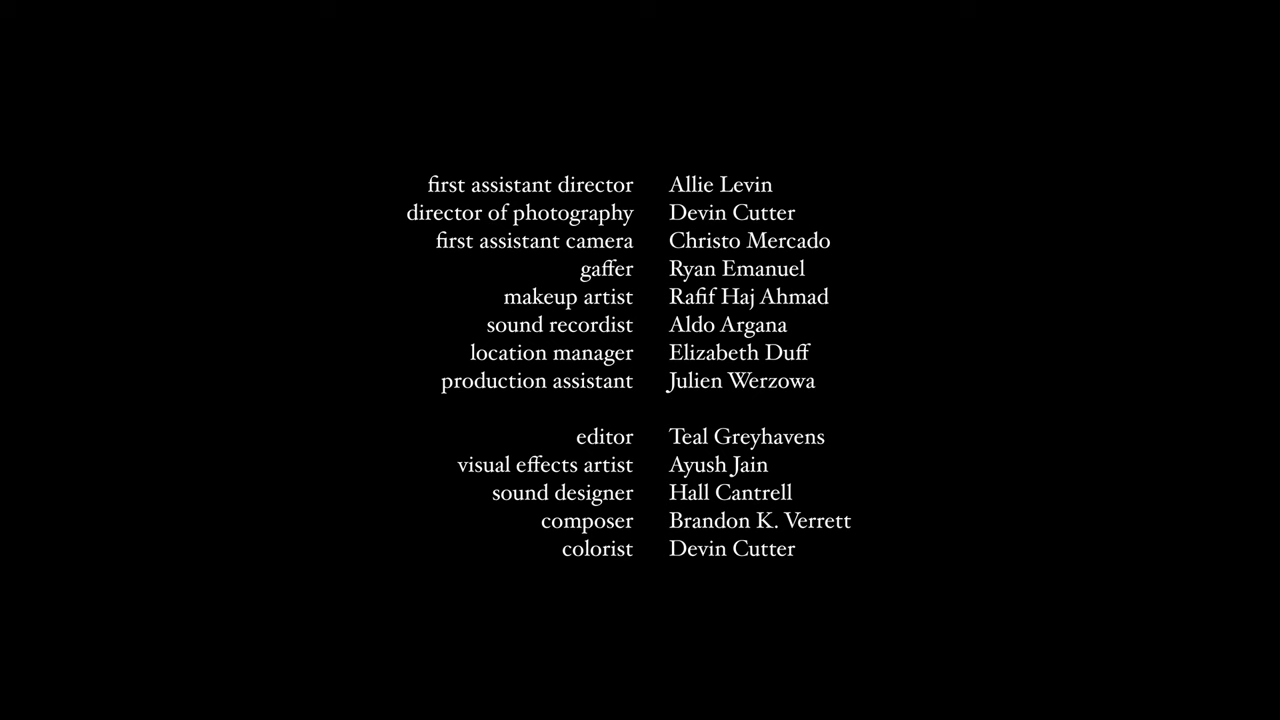 first assistant director Allie Levin
director of photography Devin Cutter
first assistant camera Christo Mercado
gaffer Ryan Emanuel
makeup artist Rafif Haj Ahmad
sound recordist Aldo Argana
location manager Elizabeth Duff
production assistant Julien Werzowa
editor Teal Greyhavens
visual effects artist Ayush Jain
sound designer Hall Cantrell
composer Brandon K. Verrett
colorist Devin Cutter